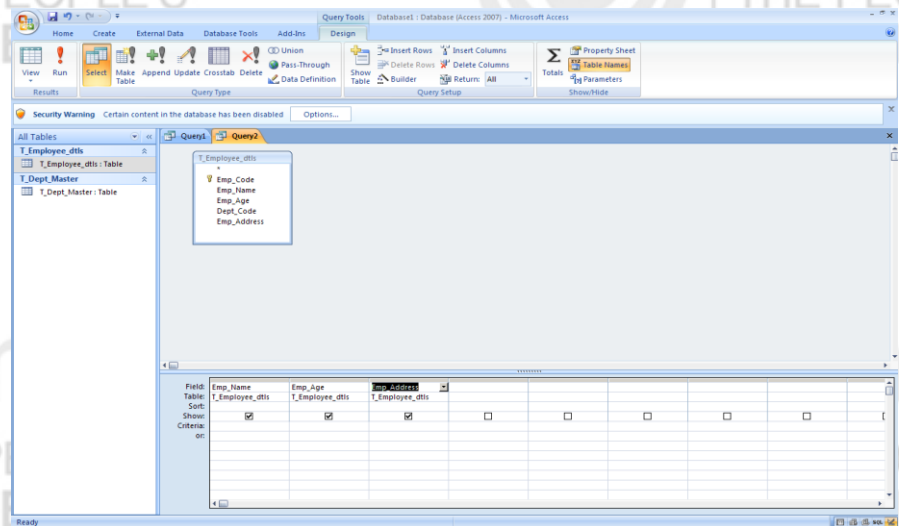 Query Tools Database1 : Database (Access 2007) - Microsoft Access
Home Create External Data Database Tools Add-Ins Design
View Run Select Make Table Append Update Crosstab Delete
Union
Pass-Through
Data Definition
Show Table
Insert Rows
Delete Rows
Builder
Insert Columns
Delete Columns
Return: All
Totals
Property Sheet
Table Names
Parameters
Results Query Type Query Setup Show/Hide
Security Warning Certain content in the database has been disabled Options...
All Tables
T_Employee_dtls
T_Employee_dtls : Table
T_Dept_Master
T_Dept_Master : Table
Query1 Query2
T_Employee_dtls
*
Emp_Code
Emp_Name
Emp_Age
Dept_Code
Emp_Address
Field: Emp_Name Emp_Age Emp_Address
Table: T_Employee_dtls T_Employee_dtls T_Employee_dtls
Sort:
Show:
Criteria:
or:
Ready
SQL